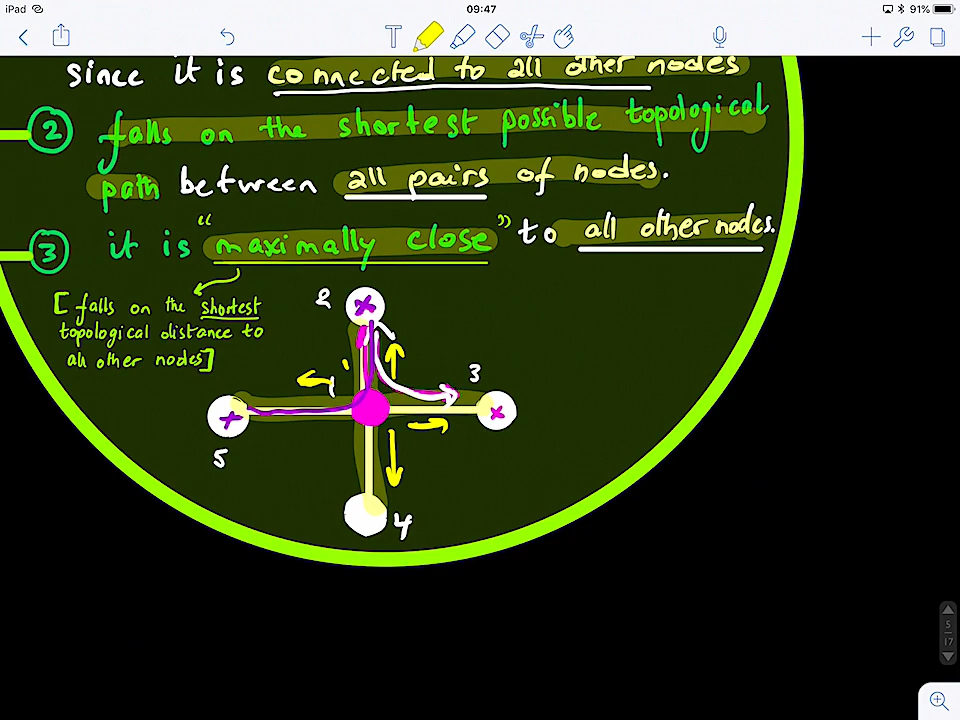 iPad
09:47
91%
since it is connected to all other nodes
② falls on the shortest possible topological
path between all pairs of nodes.
③ it is "maximally close" to all other nodes.
[falls on the shortest
topological distance to
all other nodes]
2
1
3
5
4
T
5
17